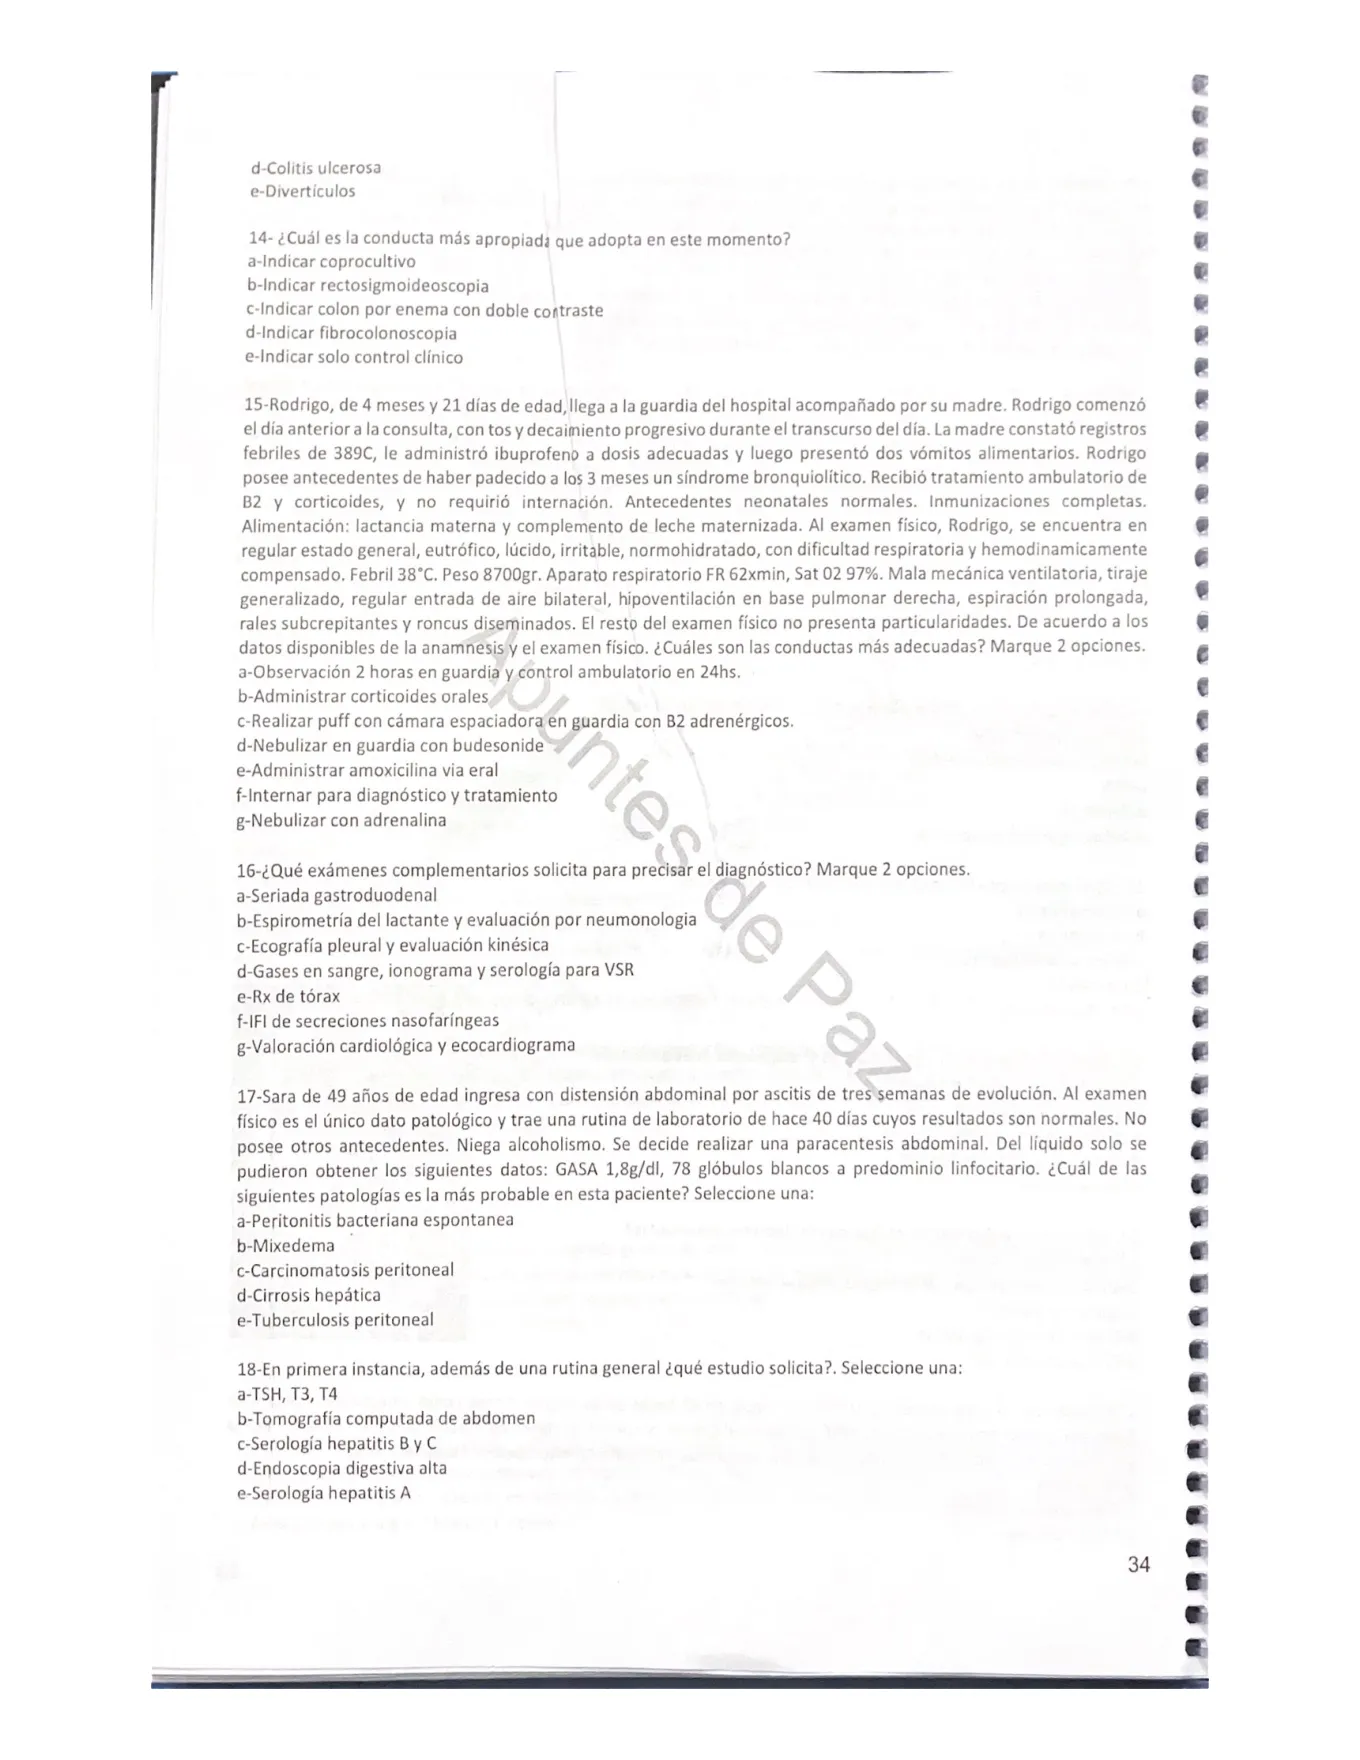 d-Colitis ulcerosa
e-Divertículos
14- ¿Cuál es la conducta más apropiada que adopta en este momento?
a-Indicar coprocultivo
b-Indicar rectosigmoideoscopia
c-Indicar colon por enema con doble contraste
d-Indicar fibrocolonoscopia
e-Indicar solo control clínico
15-Rodrigo, de 4 meses y 21 días de edad, llega a la guardia del hospital acompañado por su madre. Rodrigo comenzó
el día anterior a la consulta, con tos y decaimiento progresivo durante el transcurso del día. La madre constató registros
febriles de 389C, le administró ibuprofeno a dosis adecuadas y luego presentó dos vómitos alimentarios. Rodrigo
posee antecedentes de haber padecido a los 3 meses un síndrome bronquiolítico. Recibió tratamiento ambulatorio de
B2 y corticoides, y no requirió internación. Antecedentes neonatales normales. Inmunizaciones completas.
Alimentación: lactancia materna y complemento de leche maternizada. Al examen físico, Rodrigo, se encuentra en
regular estado general, eutrófico, lúcido, irritable, normohidratado, con dificultad respiratoria y hemodinamicamente
compensado. Febril 38°C. Peso 8700gr. Aparato respiratorio FR 62xmin, Sat 02 97%. Mala mecánica ventilatoria, tiraje
generalizado, regular entrada de aire bilateral, hipoventilación en base pulmonar derecha, espiración prolongada,
rales subcrepitantes y roncus diseminados. El resto del examen físico no presenta particularidades. De acuerdo a los
datos disponibles de la anamnesis y el examen físico. ¿Cuáles son las conductas más adecuadas? Marque 2 opciones.
a-Observación 2 horas en guardia y control ambulatorio en 24hs.
b-Administrar corticoides orales
c-Realizar puff con cámara espaciadora en guardia con B2 adrenérgicos.
d-Nebulizar en guardia con budesonide
e-Administrar amoxicilina via eral
f-Internar para diagnóstico y tratamiento
g-Nebulizar con adrenalina
16-¿Qué exámenes complementarios solicita para precisar el diagnóstico? Marque 2 opciones.
a-Seriada gastroduodenal
b-Espirometría del lactante y evaluación por neumonologia
c-Ecografía pleural y evaluación kinésica
d-Gases en sangre, ionograma y serología para VSR
e-Rx de tórax
f-IFI de secreciones nasofaríngeas
g-Valoración cardiológica y ecocardiograma
17-Sara de 49 años de edad ingresa con distensión abdominal por ascitis de tres semanas de evolución. Al examen
físico es el único dato patológico y trae una rutina de laboratorio de hace 40 días cuyos resultados son normales. No
posee otros antecedentes. Niega alcoholismo. Se decide realizar una paracentesis abdominal. Del líquido solo se
pudieron obtener los siguientes datos: GASA 1,8g/dl, 78 glóbulos blancos a predominio linfocitario. ¿Cuál de las
siguientes patologías es la más probable en esta paciente? Seleccione una:
a-Peritonitis bacteriana espontanea
b-Mixedema
c-Carcinomatosis peritoneal
d-Cirrosis hepática
e-Tuberculosis peritoneal
18-En primera instancia, además de una rutina general ¿qué estudio solicita?. Seleccione una:
a-TSH, T3, T4
b-Tomografía computada de abdomen
c-Serología hepatitis B y C
d-Endoscopia digestiva alta
e-Serología hepatitis A
34
Apuntes de Paz